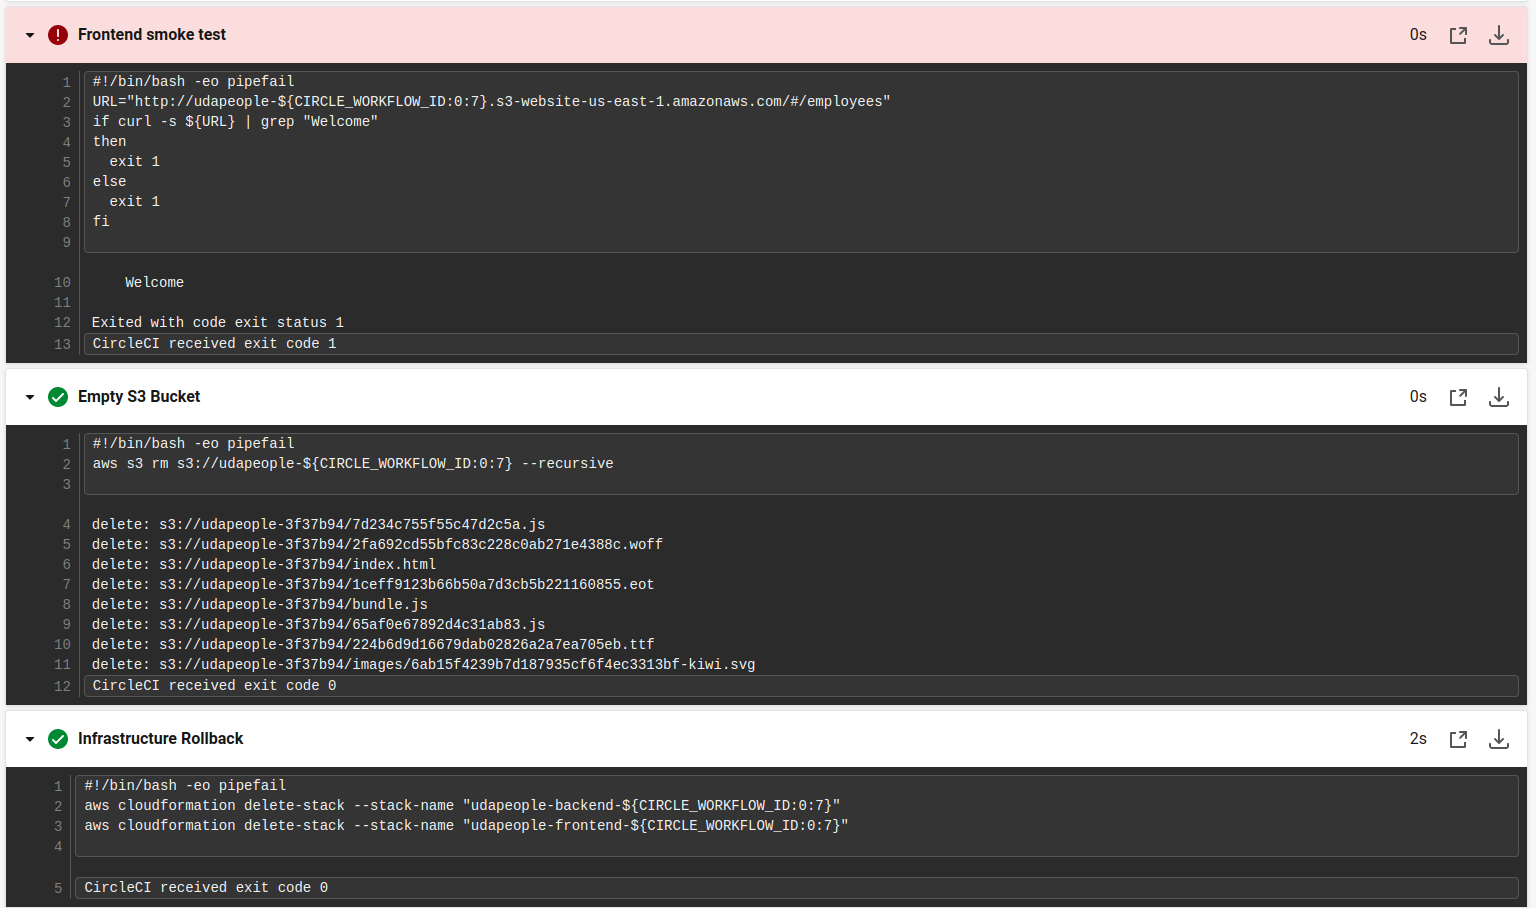 Frontend smoke test 0s
1 #!/bin/bash -eo pipefail
2 URL="http://udapeople-${CIRCLE_WORKFLOW_ID:0:7}.s3-website-us-east-1.amazonaws.com/#/employees"
3 if curl -s ${URL} | grep "Welcome"
4 then
5   exit 1
6 else
7   exit 1
8 fi
9
10     Welcome
11
12 Exited with code exit status 1
13 CircleCI received exit code 1
Empty S3 Bucket 0s
1 #!/bin/bash -eo pipefail
2 aws s3 rm s3://udapeople-${CIRCLE_WORKFLOW_ID:0:7} --recursive
3
4 delete: s3://udapeople-3f37b94/7d234c755f55c47d2c5a.js
5 delete: s3://udapeople-3f37b94/2fa692cd55bfc83c228c0ab271e4388c.woff
6 delete: s3://udapeople-3f37b94/index.html
7 delete: s3://udapeople-3f37b94/1ceff9123b66b50a7d3cb5b221160855.eot
8 delete: s3://udapeople-3f37b94/bundle.js
9 delete: s3://udapeople-3f37b94/65af0e67892d4c31ab83.js
10 delete: s3://udapeople-3f37b94/224b6d9d16679dab02826a2a7ea705eb.ttf
11 delete: s3://udapeople-3f37b94/images/6ab15f4239b7d187935cf6f4ec3313bf-kiwi.svg
12 CircleCI received exit code 0
Infrastructure Rollback 2s
1 #!/bin/bash -eo pipefail
2 aws cloudformation delete-stack --stack-name "udapeople-backend-${CIRCLE_WORKFLOW_ID:0:7}"
3 aws cloudformation delete-stack --stack-name "udapeople-frontend-${CIRCLE_WORKFLOW_ID:0:7}"
4
5 CircleCI received exit code 0